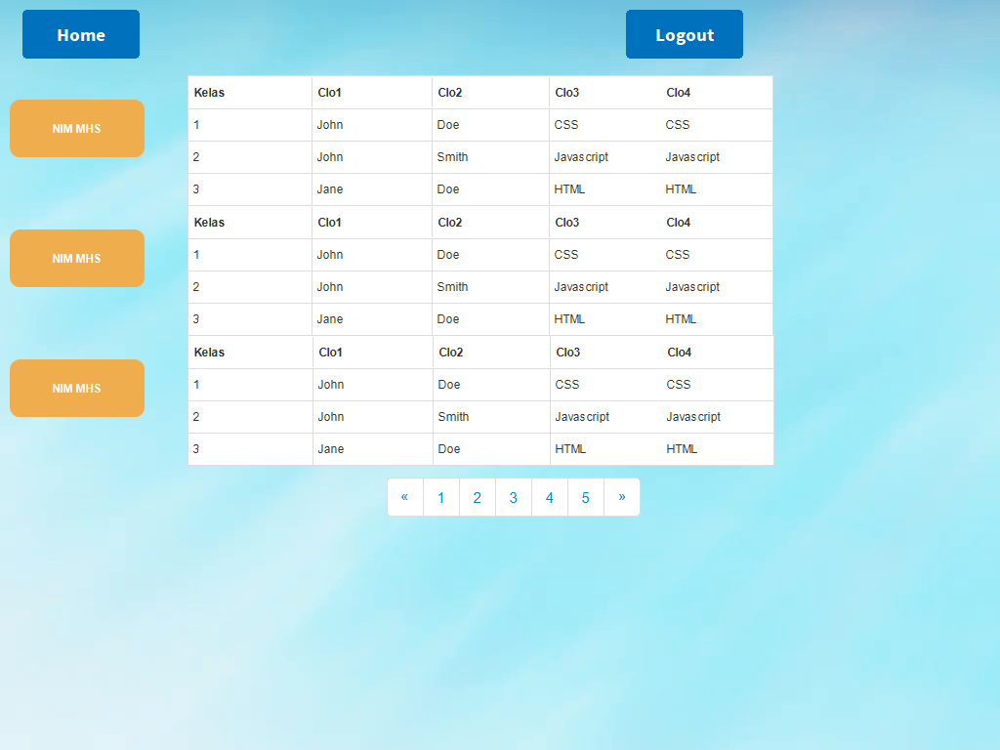 Home Logout
Kelas Clo1 Clo2 Clo3 Clo4
NIM MHS
1 John Doe CSS CSS
2 John Smith Javascript Javascript
3 Jane Doe HTML HTML
Kelas Clo1 Clo2 Clo3 Clo4
NIM MHS
1 John Doe CSS CSS
2 John Smith Javascript Javascript
3 Jane Doe HTML HTML
Kelas Clo1 Clo2 Clo3 Clo4
NIM MHS
1 John Doe CSS CSS
2 John Smith Javascript Javascript
3 Jane Doe HTML HTML
« 1 2 3 4 5 »